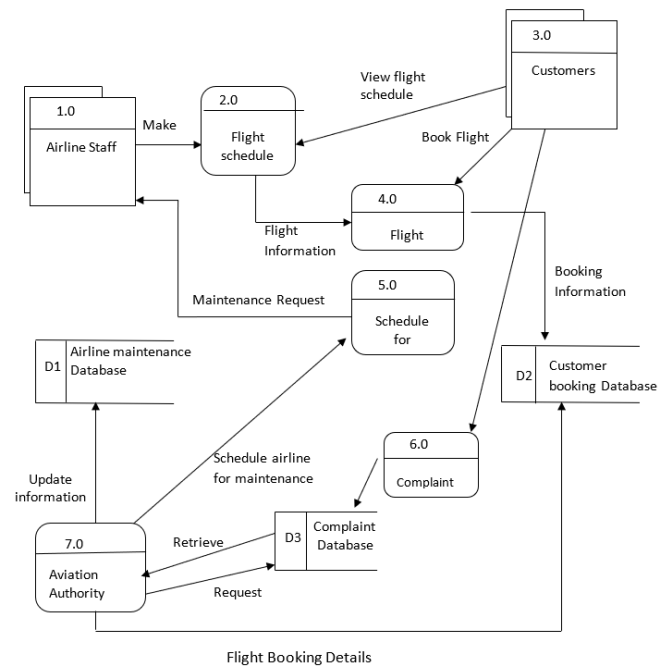 3.0
Customers
View flight
schedule
Book Flight
1.0
Airline Staff
Make
2.0
Flight
schedule
4.0
Flight
Flight
Information
Booking
Information
5.0
Schedule
for
Maintenance Request
D1
Airline maintenance
Database
D2
Customer
booking Database
6.0
Complaint
Schedule airline
for maintenance
Update
information
7.0
Aviation
Authority
D3
Complaint
Database
Retrieve
Request
Flight Booking Details